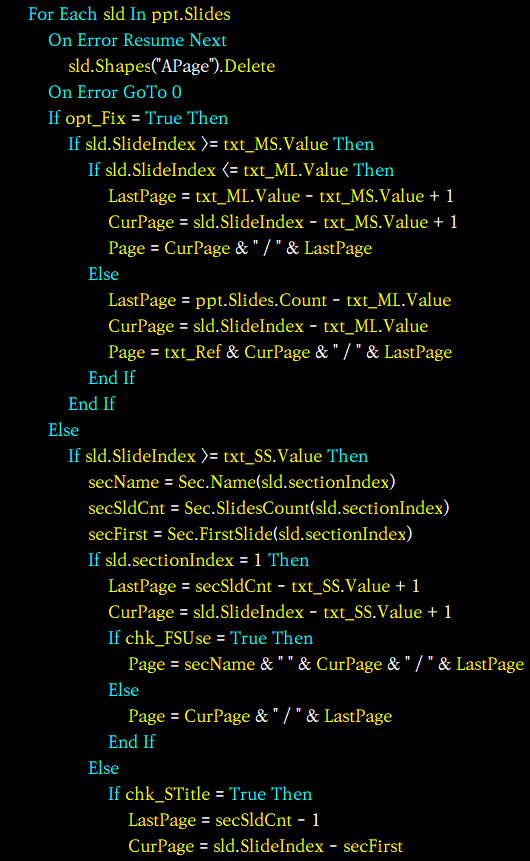 For Each sld In ppt.Slides
On Error Resume Next
sld.Shapes("APage").Delete
On Error GoTo 0
If opt_Fix = True Then
If sld.SlideIndex >= txt_MS.Value Then
If sld.SlideIndex <= txt_ML.Value Then
LastPage = txt_ML.Value - txt_MS.Value + 1
CurPage = sld.SlideIndex - txt_MS.Value + 1
Page = CurPage & " / " & LastPage
Else
LastPage = ppt.Slides.Count - txt_ML.Value
CurPage = sld.SlideIndex - txt_ML.Value
Page = txt_Ref & CurPage & " / " & LastPage
End If
End If
Else
If sld.SlideIndex >= txt_SS.Value Then
secName = Sec.Name(sld.sectionIndex)
secSldCnt = Sec.SlidesCount(sld.sectionIndex)
secFirst = Sec.FirstSlide(sld.sectionIndex)
If sld.sectionIndex = 1 Then
LastPage = secSldCnt - txt_SS.Value + 1
CurPage = sld.SlideIndex - txt_SS.Value + 1
If chk_FSUse = True Then
Page = secName & " " & CurPage & " / " & LastPage
Else
Page = CurPage & " / " & LastPage
End If
Else
If chk_STitle = True Then
LastPage = secSldCnt - 1
CurPage = sld.SlideIndex - secFirst